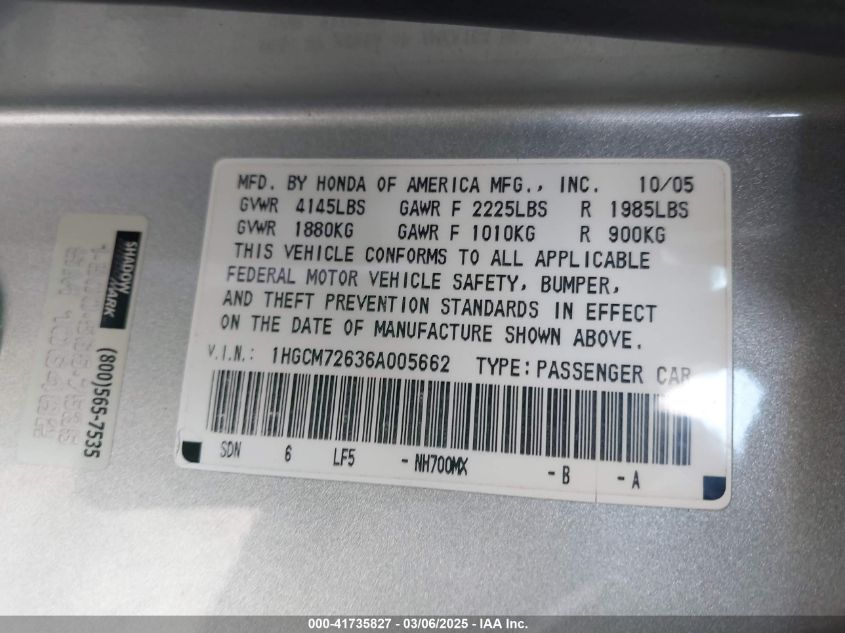 MFD. BY HONDA OF AMERICA MFG., INC. 10/05
GVWR 4145LBS GAWR F 2225LBS R 1985LBS
GVWR 1880KG GAWR F 1010KG R 900KG
THIS VEHICLE CONFORMS TO ALL APPLICABLE
FEDERAL MOTOR VEHICLE SAFETY, BUMPER,
AND THEFT PREVENTION STANDARDS IN EFFECT
ON THE DATE OF MANUFACTURE SHOWN ABOVE.
V.I.N.: 1HGCM72636A005662 TYPE:PASSENGER CAR
SDN 6 LF5 -NH700MX -B -A
SHADOW
MARK
(800)565-7535
000-41735827 - 03/06/2025 - IAA Inc.